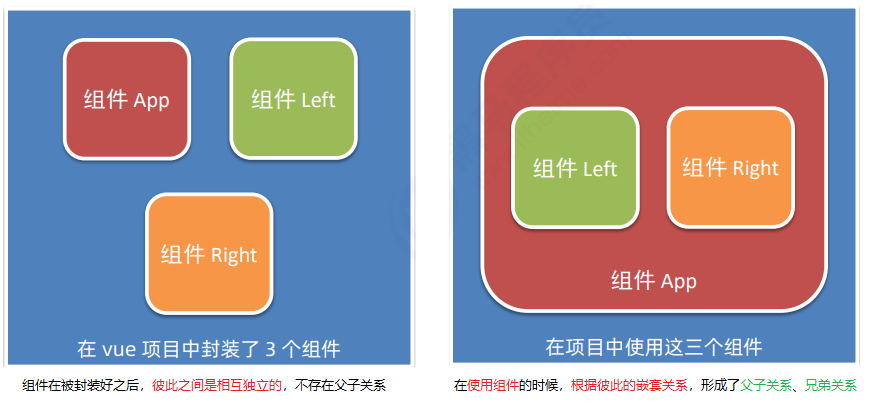 组件 App
组件 Left
组件 Right
在 vue 项目中封装了 3 个组件
组件在被封装好之后，彼此之间是相互独立的，不存在父子关系
组件 Left
组件 Right
组件 App
在项目中使用这三个组件
在使用组件的时候，根据彼此的嵌套关系，形成了父子关系、兄弟关系